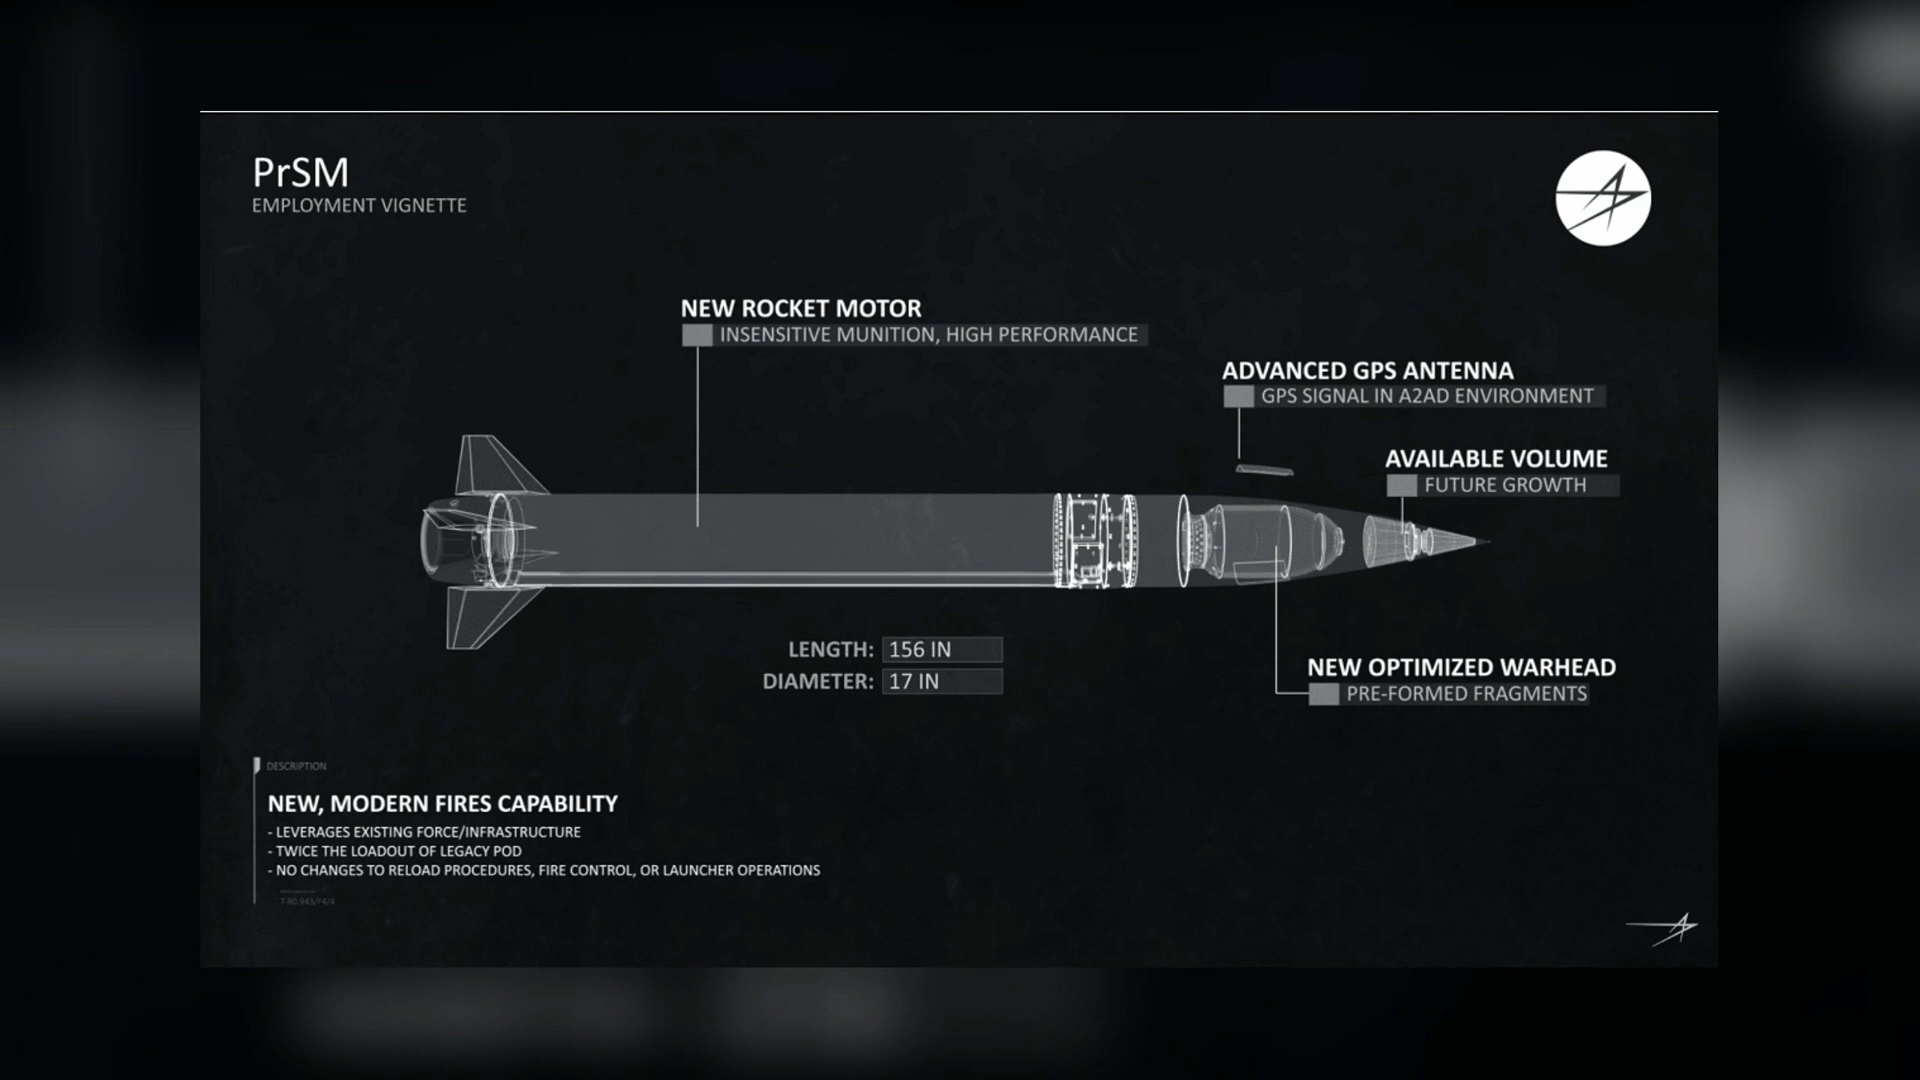 PrSM
EMPLOYMENT VIGNETTE
NEW ROCKET MOTOR
INSENSITIVE MUNITION, HIGH PERFORMANCE
ADVANCED GPS ANTENNA
GPS SIGNAL IN A2AD ENVIRONMENT
AVAILABLE VOLUME
FUTURE GROWTH
LENGTH: 156 IN
DIAMETER: 17 IN
NEW OPTIMIZED WARHEAD
PRE-FORMED FRAGMENTS
DESCRIPTION
NEW, MODERN FIRES CAPABILITY
- LEVERAGES EXISTING FORCE/INFRASTRUCTURE
- TWICE THE LOADOUT OF LEGACY POD
- NO CHANGES TO RELOAD PROCEDURES, FIRE CONTROL, OR LAUNCHER OPERATIONS